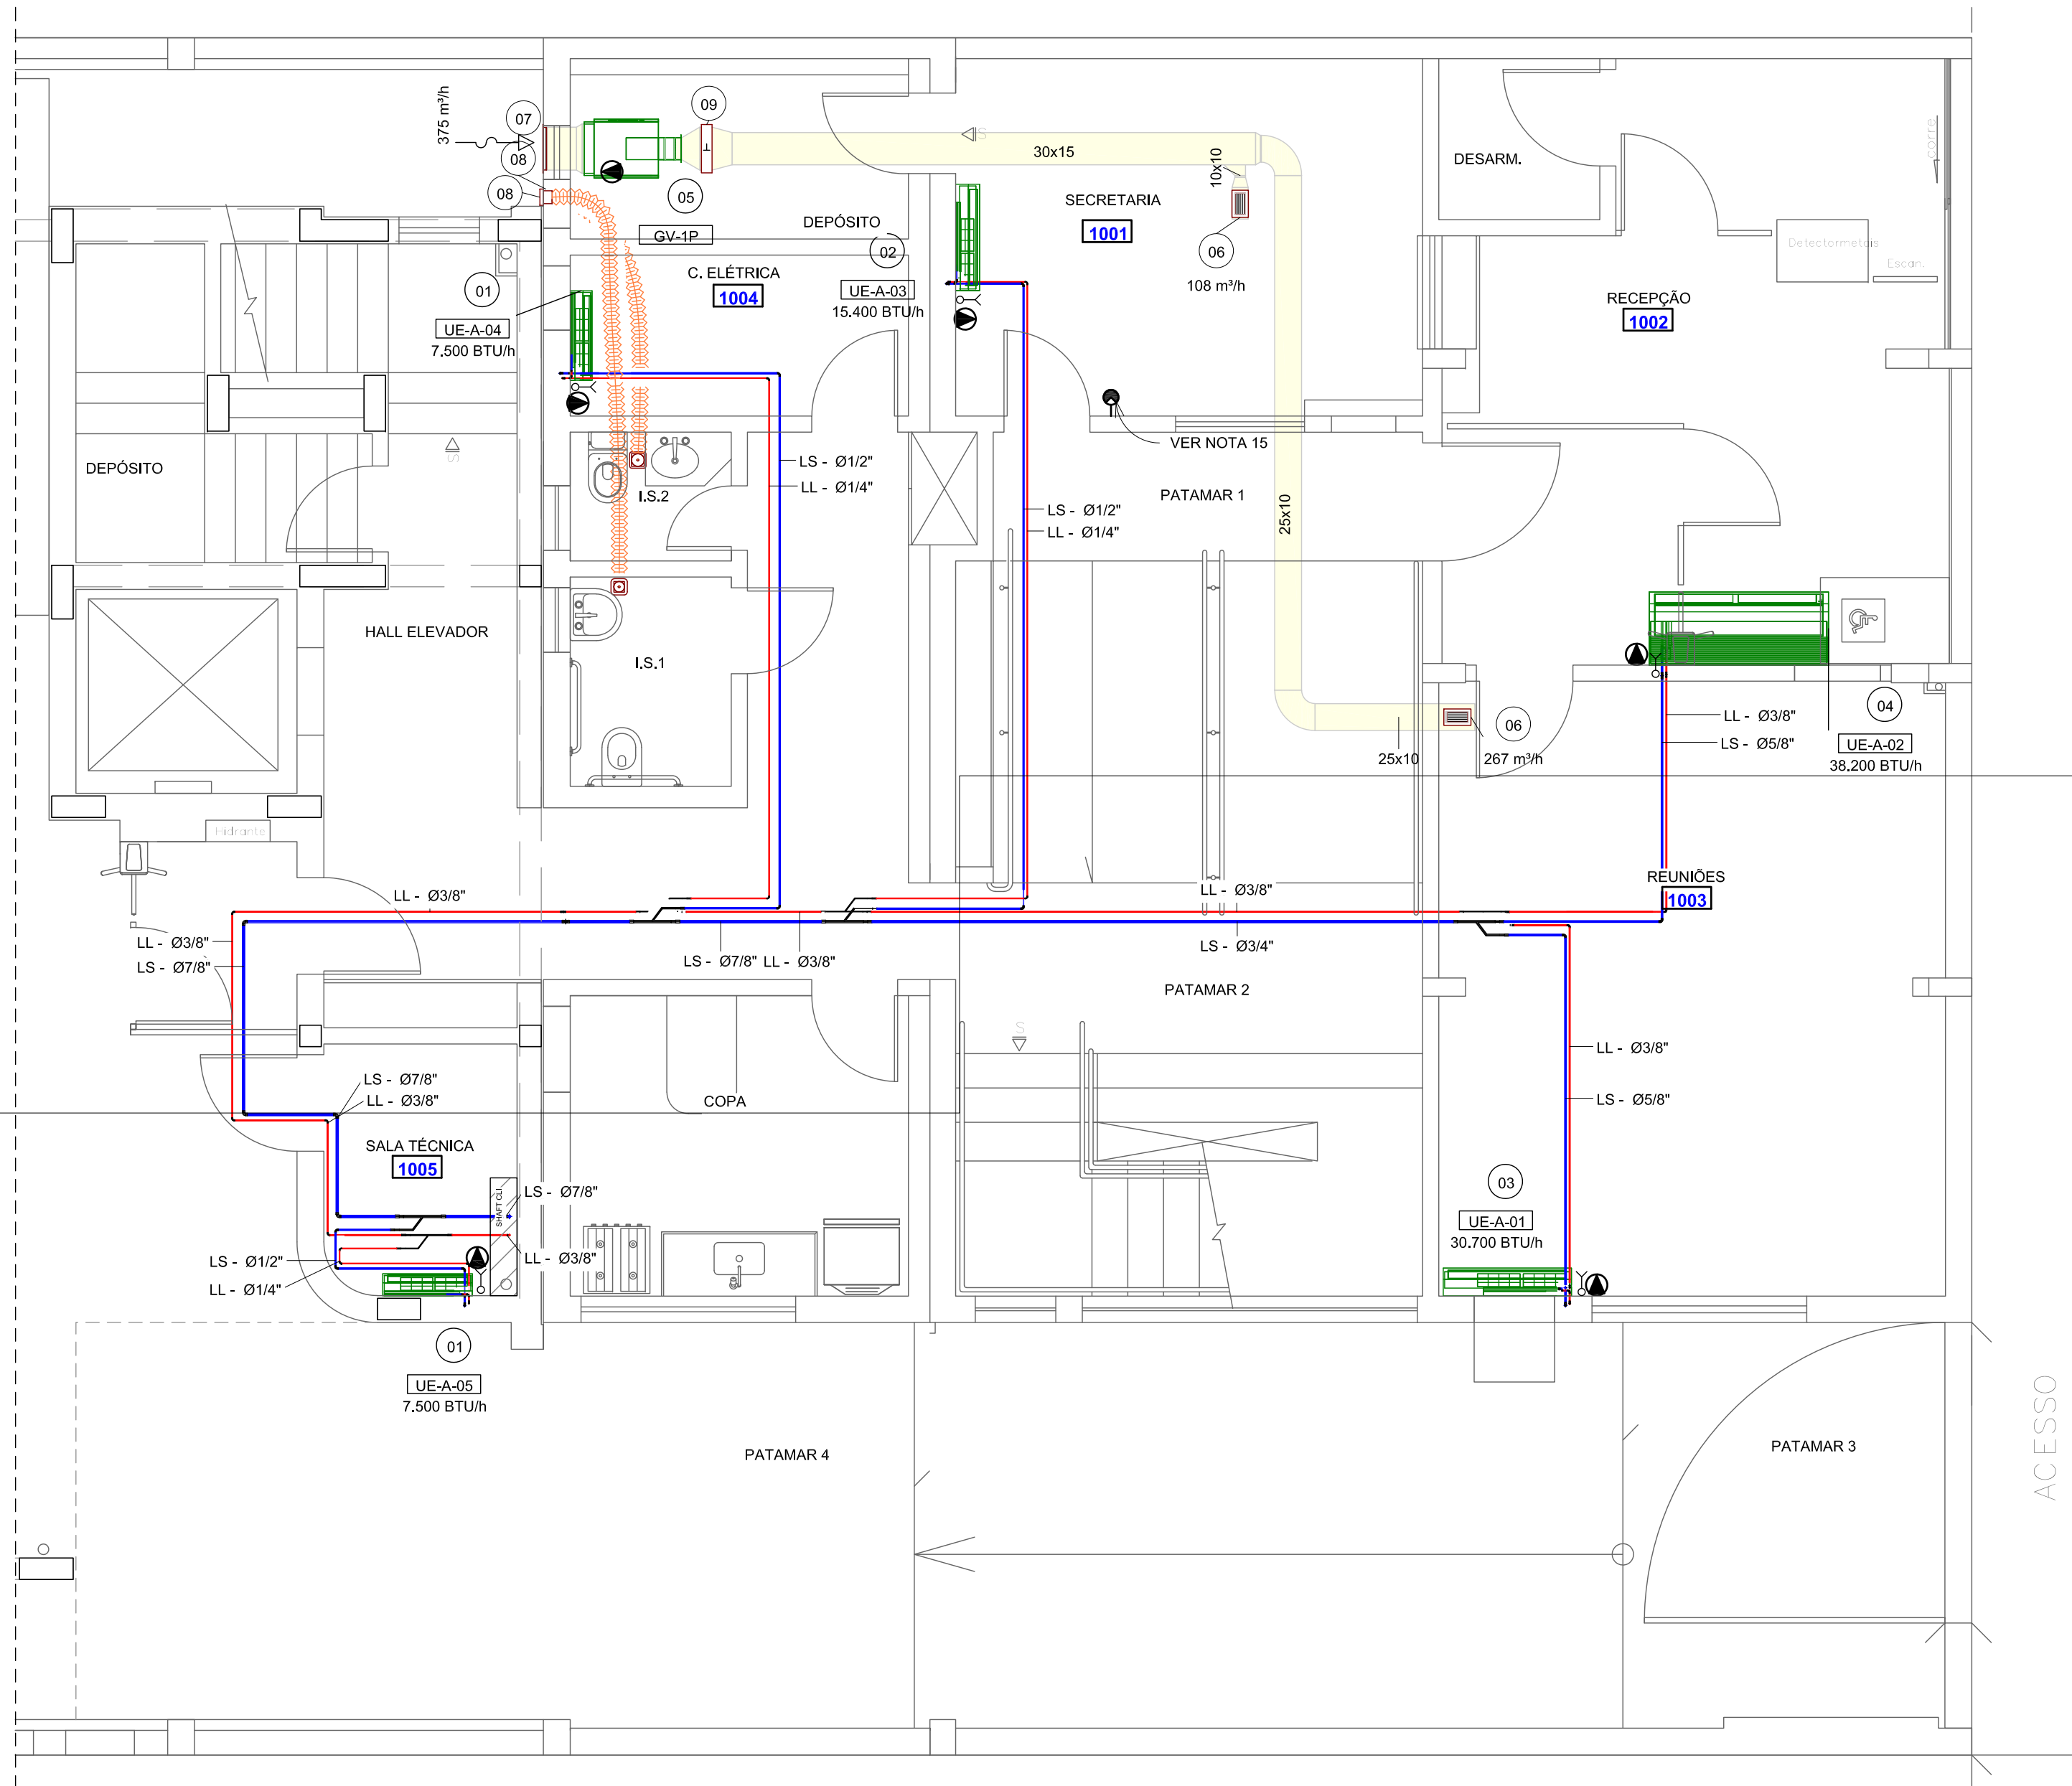 375 m³/h
07
08
08
09
05
GV-1P
30x15
10x10
DEPÓSITO
02
UE-A-03
15.400 BTU/h
SECRETARIA
1001
06
108 m³/h
DESARM.
corre
Detectormetais
Escan.
RECEPÇÃO
1002
01
UE-A-04
7.500 BTU/h
C. ELÉTRICA
1004
VER NOTA 15
DEPÓSITO
S
S
LS - Ø1/2"
LL - Ø1/4"
I.S.2
LS - Ø1/2"
LL - Ø1/4"
PATAMAR 1
25x10
HALL ELEVADOR
I.S.1
25x10
06
267 m³/h
LL - Ø3/8"
LS - Ø5/8"
04
UE-A-02
38.200 BTU/h
Hidrante
LL - Ø3/8"
LL - Ø3/8"
REUNIÕES
1003
LL - Ø3/8"
LS - Ø7/8"
LS - Ø7/8"
LL - Ø3/8"
LS - Ø3/4"
PATAMAR 2
S
LL - Ø3/8"
LS - Ø5/8"
LS - Ø7/8"
LL - Ø3/8"
COPA
SALA TÉCNICA
1005
SHAFT CLI
LS - Ø7/8"
LL - Ø3/8"
LS - Ø1/2"
LL - Ø1/4"
03
UE-A-01
30.700 BTU/h
01
UE-A-05
7.500 BTU/h
PATAMAR 4
PATAMAR 3
ACESSO